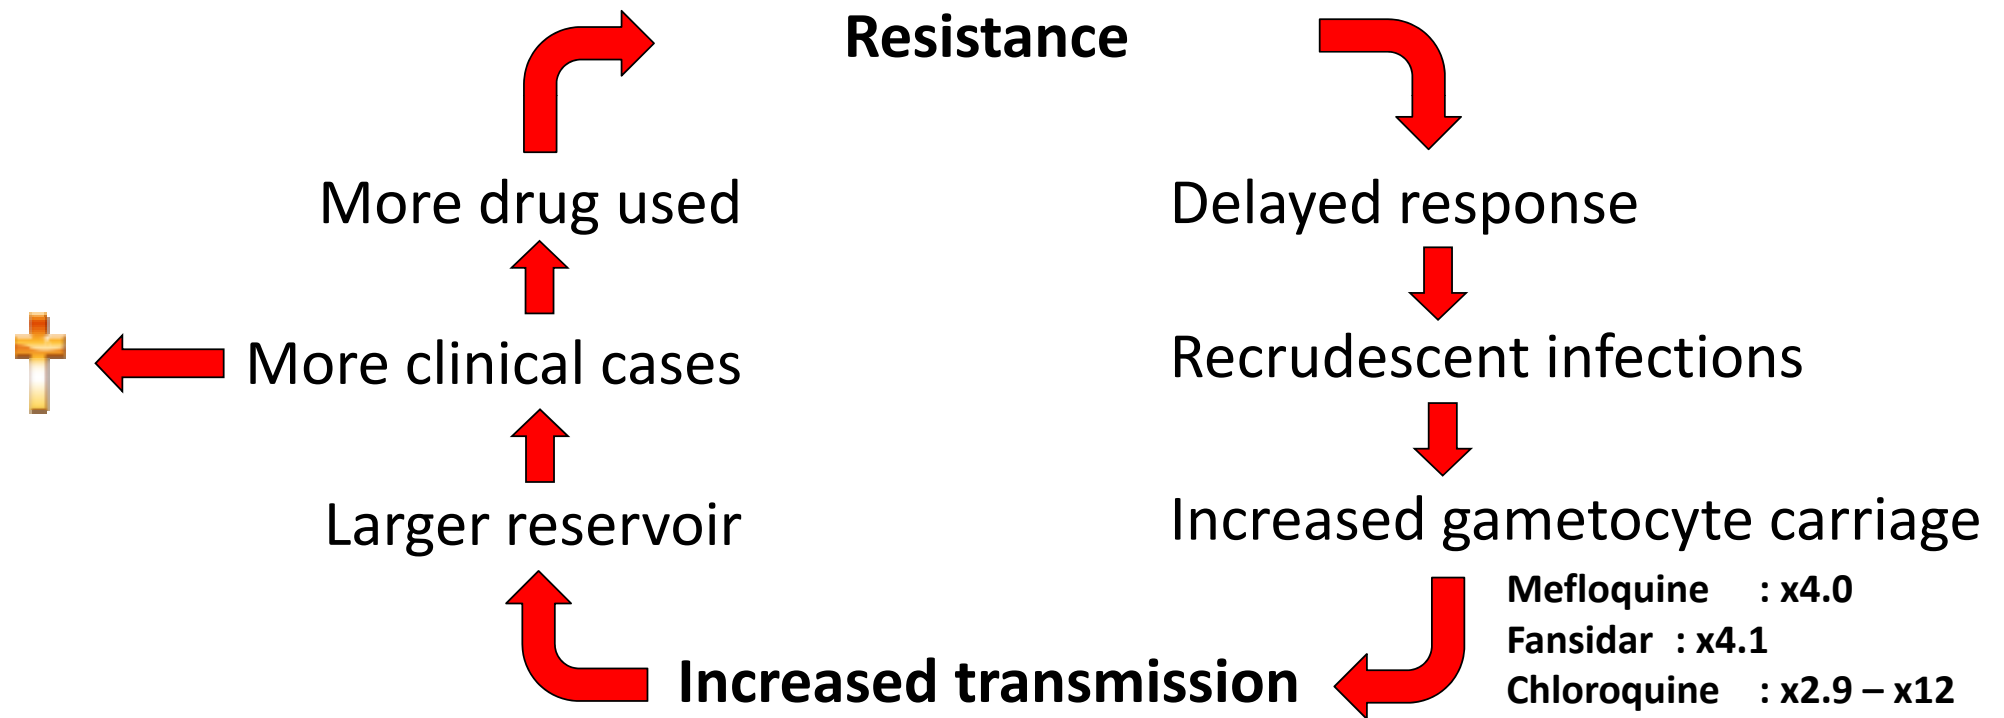 Resistance
More drug used
Delayed response
More clinical cases
Recrudescent infections
Larger reservoir
Increased gametocyte carriage
Mefloquine : x4.0
Fansidar : x4.1
Chloroquine : x2.9 – x12
Increased transmission